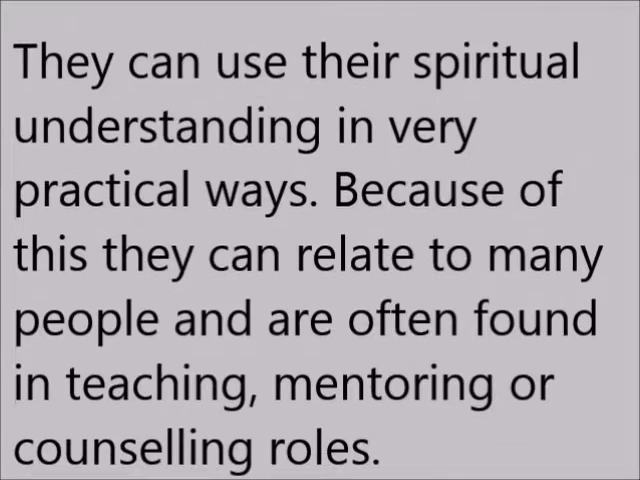 They can use their spiritual
understanding in very
practical ways. Because of
this they can relate to many
people and are often found
in teaching, mentoring or
counselling roles.